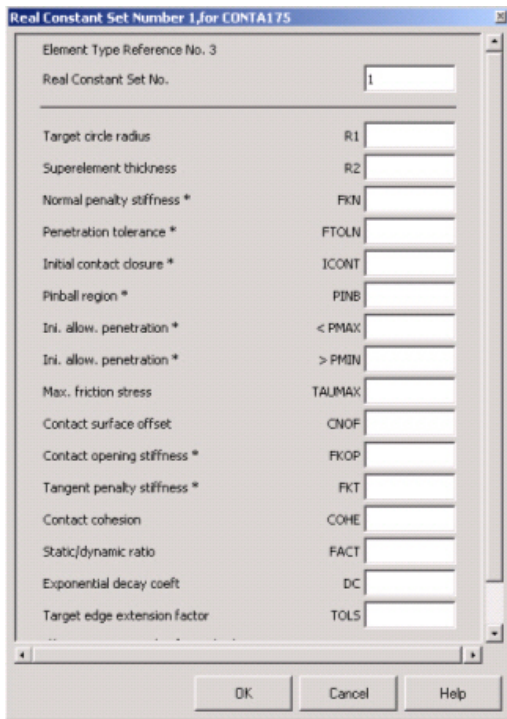 Real Constant Set Number 1,for CONTA175
Element Type Reference No. 3
Real Constant Set No. 1
Target circle radius R1
Superelement thickness R2
Normal penalty stiffness * FKN
Penetration tolerance * FTOLN
Initial contact closure * ICONT
Pinball region * PINB
Ini. allow. penetration * < PMAX
Ini. allow. penetration * > PMIN
Max. friction stress TAUMAX
Contact surface offset CNOF
Contact opening stiffness * FKOP
Tangent penalty stiffness * FKT
Contact cohesion COHE
Static/dynamic ratio FACT
Exponential decay coeft DC
Target edge extension factor TOLS
OK Cancel Help